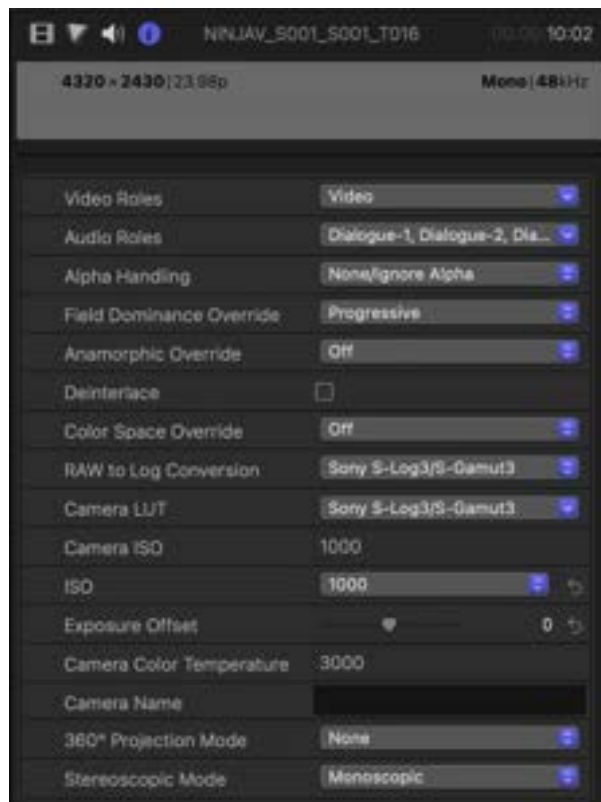 NINJAV_S001_S001_T016 00:00:10:02
4320 × 2430 | 23.98p Mono | 48kHz
Video Roles Video
Audio Roles Dialogue-1, Dialogue-2, Dia...
Alpha Handling None/Ignore Alpha
Field Dominance Override Progressive
Anamorphic Override Off
Deinterlace
Color Space Override Off
RAW to Log Conversion Sony S-Log3/S-Gamut3
Camera LUT Sony S-Log3/S-Gamut3
Camera ISO 1000
ISO 1000
Exposure Offset 0
Camera Color Temperature 3000
Camera Name
360° Projection Mode None
Stereoscopic Mode Monoscopic